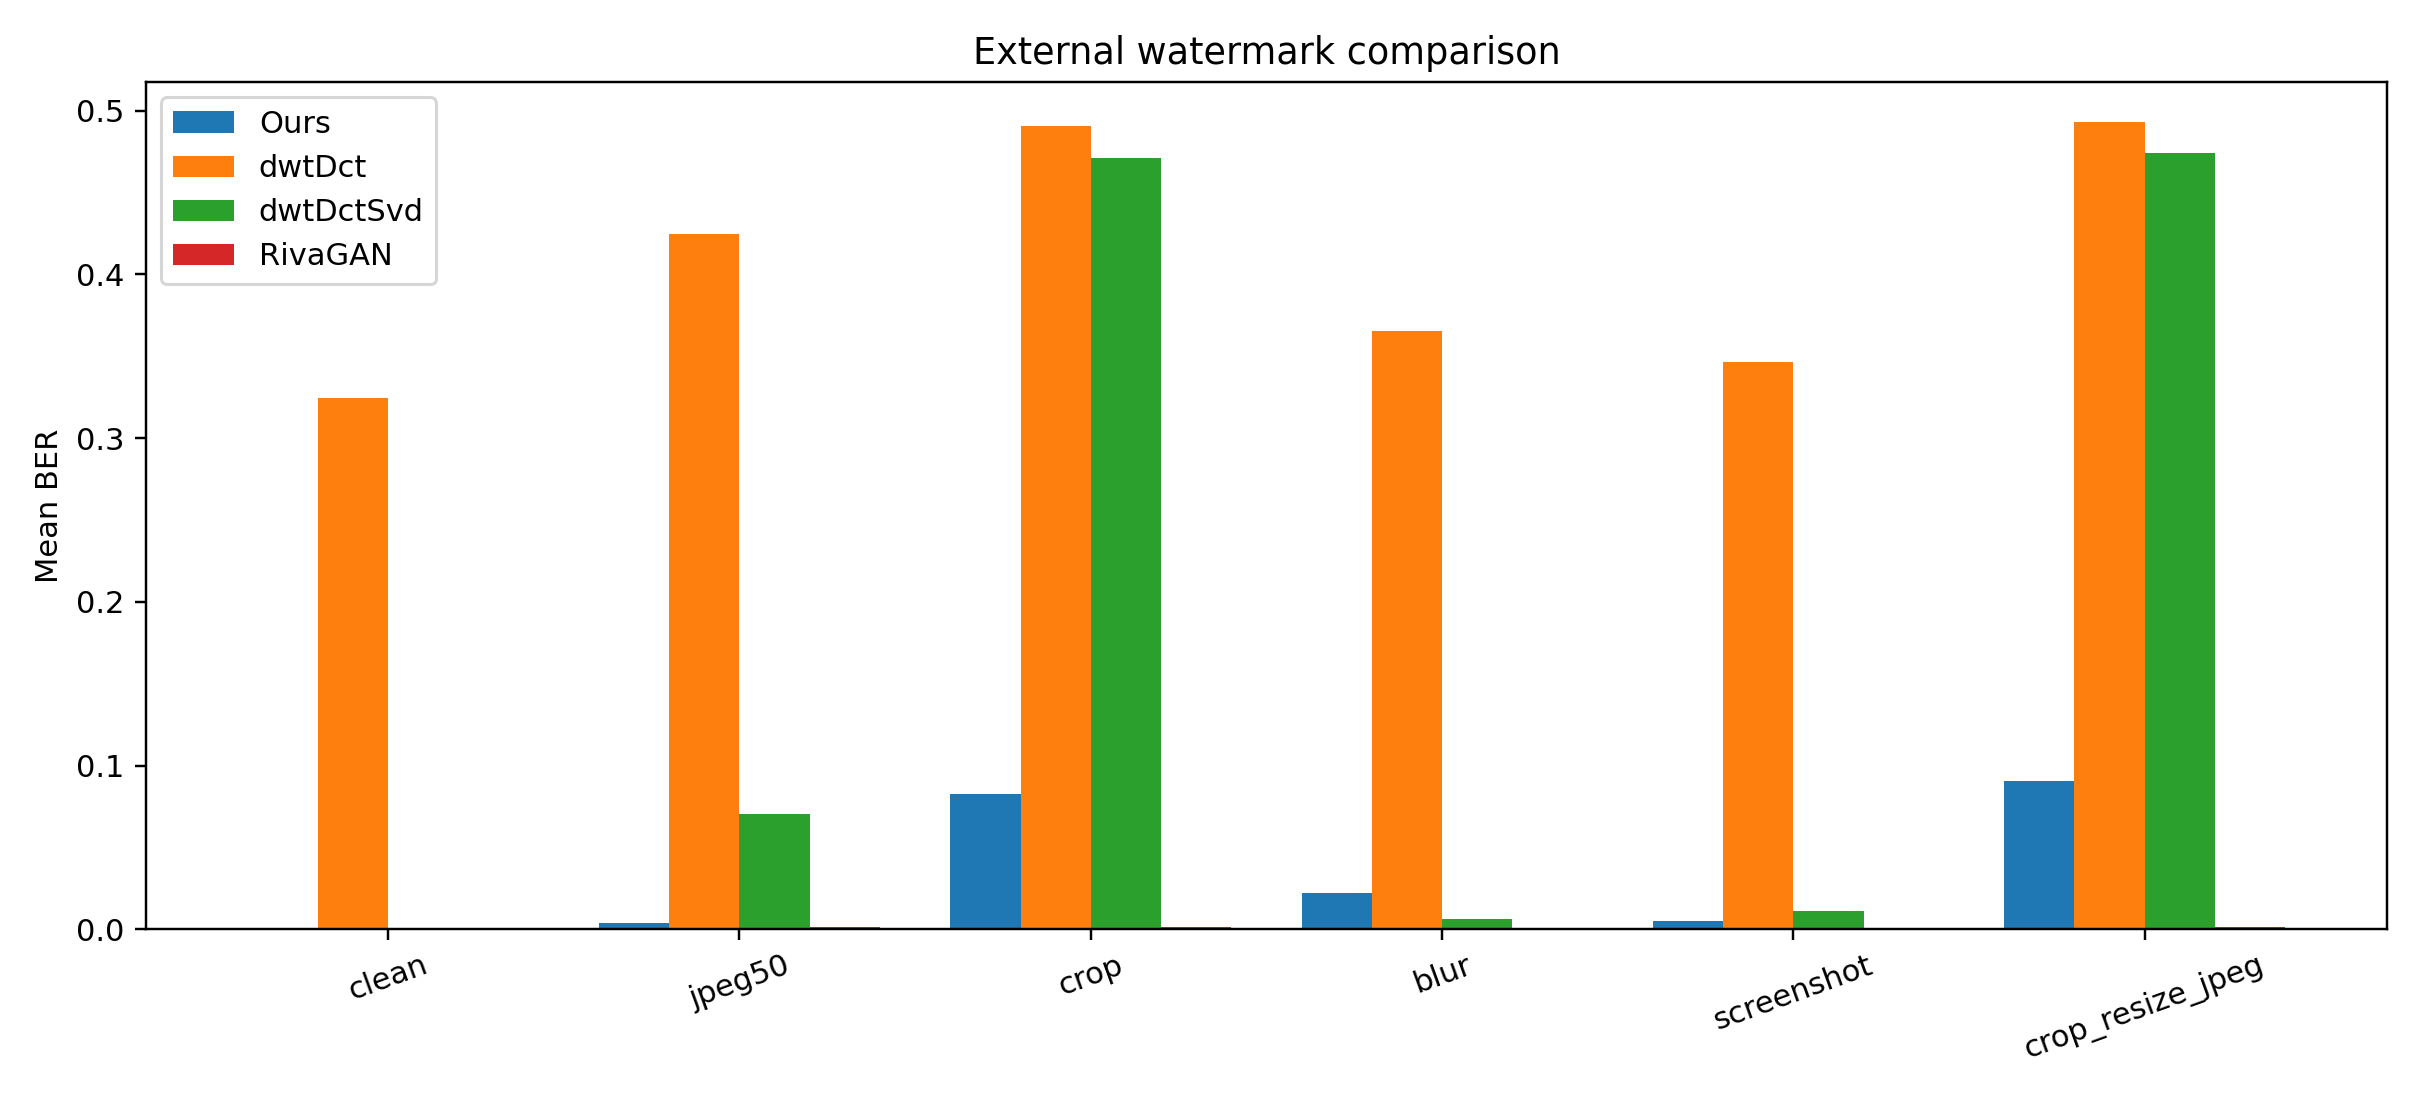 External watermark comparison
Ours
dwtDct
dwtDctSvd
RivaGAN
Mean BER
0.5
0.4
0.3
0.2
0.1
0.0
clean
jpeg50
crop
blur
screenshot
crop_resize_jpeg